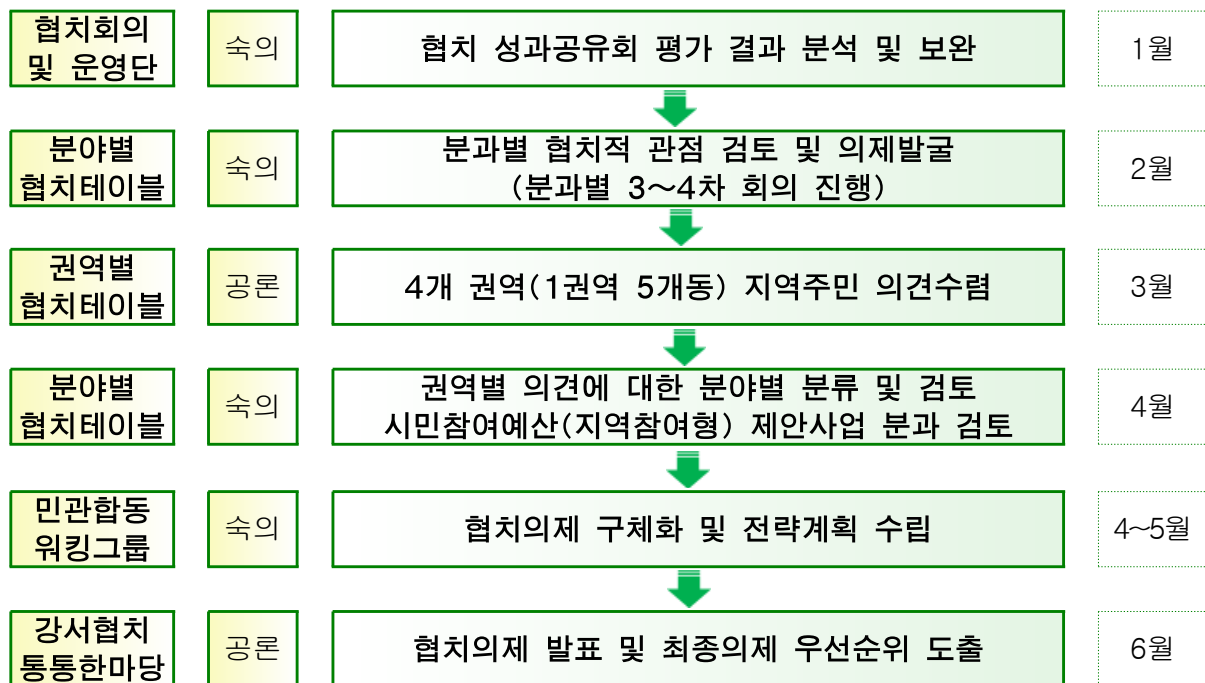 협치회의
및 운영단
숙의
협치 성과공유회 평가 결과 분석 및 보완
1월
분야별
협치테이블
숙의
분과별 협치적 관점 검토 및 의제발굴
(분과별 3~4차 회의 진행)
2월
권역별
협치테이블
공론
4개 권역(1권역 5개동) 지역주민 의견수렴
3월
분야별
협치테이블
숙의
권역별 의견에 대한 분야별 분류 및 검토
시민참여예산(지역참여형) 제안사업 분과 검토
4월
민관합동
워킹그룹
숙의
협치의제 구체화 및 전략계획 수립
4~5월
강서협치
통통한마당
공론
협치의제 발표 및 최종의제 우선순위 도출
6월